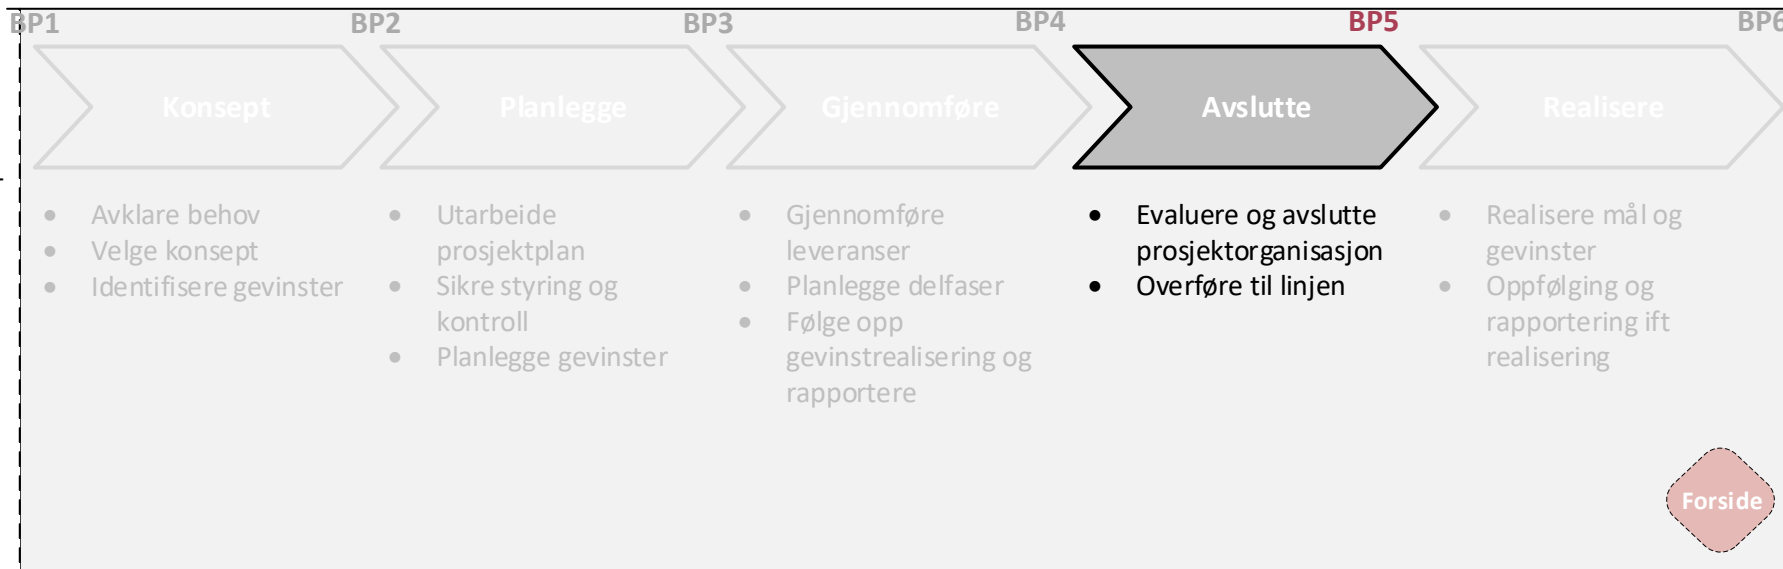 BP1 BP2 BP3 BP4 BP5 BP6
Konsept Planlegge Gjennomføre Avslutte Realisere
• Avklare behov
• Velge konsept
• Identifisere gevinster
• Utarbeide
prosjektplan
• Sikre styring og
kontroll
• Planlegge gevinster
• Gjennomføre
leveranser
• Planlegge delfaser
• Følge opp
gevinstrealisering og
rapportere
• Evaluere og avslutte
prosjektorganisasjon
• Overføre til linjen
• Realisere mål og
gevinster
• Oppfølging og
rapportering ift
realisering
Forside